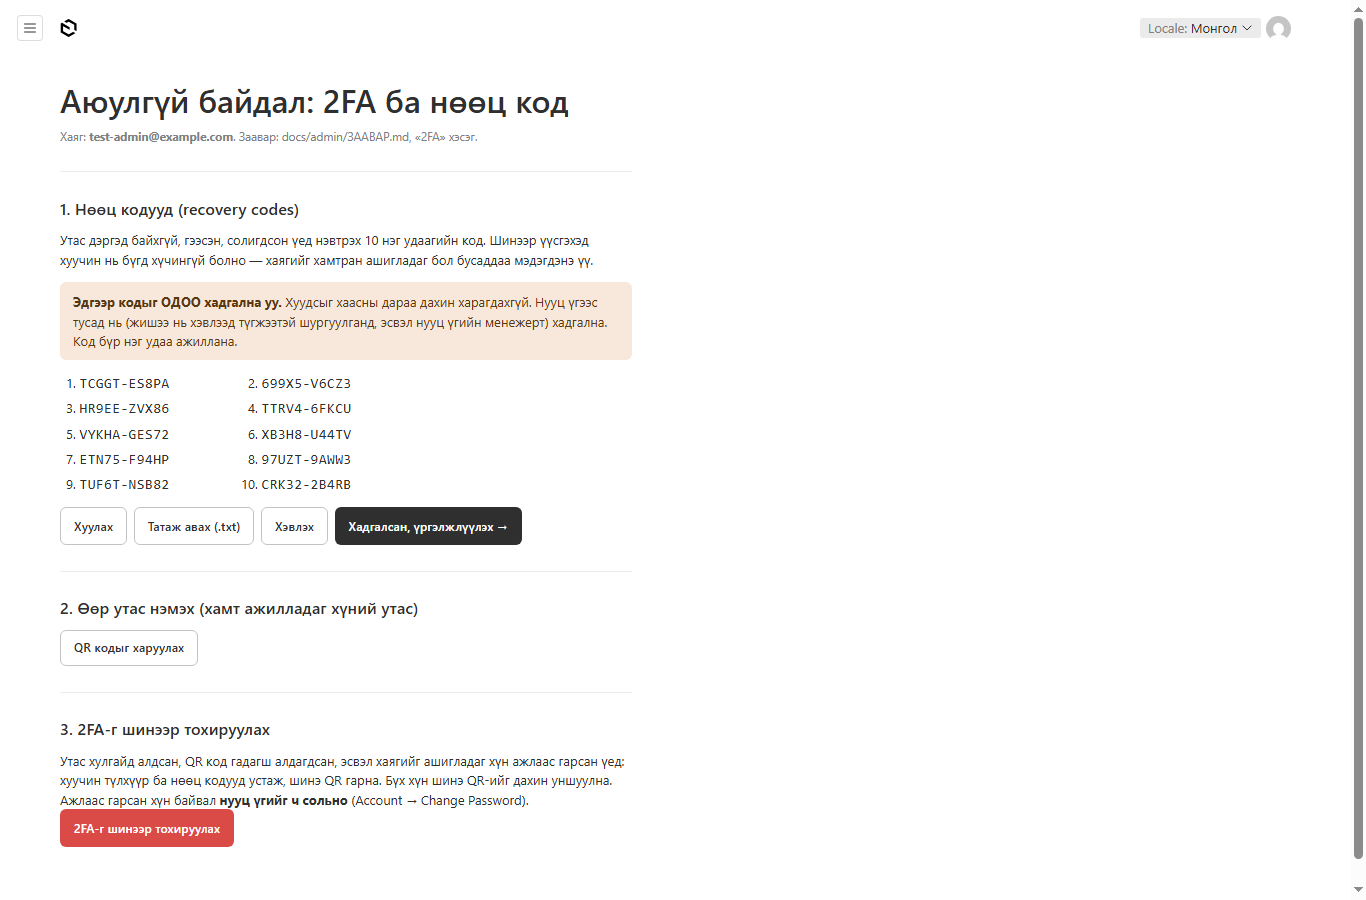 Locale: Монгол
Аюулгүй байдал: 2FA ба нөөц код
Хаяг: test-admin@example.com. Заавар: docs/admin/ЗААВАР.md, «2FA» хэсэг.
1. Нөөц кодууд (recovery codes)
Утас дэргэд байхгүй, гээсэн, солигдсон үед нэвтрэх 10 нэг удаагийн код. Шинээр үүсгэхэд
хуучин нь бүгд хүчингүй болно — хаягийг хамтран ашигладаг бол бусаддаа мэдэгдэнэ үү.
Эдгээр кодыг ОДОО хадгална уу. Хуудсыг хаасны дараа дахин харагдахгүй. Нууц үгээс
тусад нь (жишээ нь хэвлээд түгжээтэй шургуулганд, эсвэл нууц үгийн менежерт) хадгална.
Код бүр нэг удаа ажиллана.
1. TCGGT-ES8PA 2. 699X5-V6CZ3
3. HR9EE-ZVX86 4. TTRV4-6FKCU
5. VYKHA-GES72 6. XB3H8-U44TV
7. ETN75-F94HP 8. 97UZT-9AWW3
9. TUF6T-NSB82 10. CRK32-2B4RB
Хуулах Татаж авах (.txt) Хэвлэх Хадгалсан, үргэлжлүүлэх →
2. Өөр утас нэмэх (хамт ажилладаг хүний утас)
QR кодыг харуулах
3. 2FA-г шинээр тохируулах
Утас хулгайд алдсан, QR код гадагш алдагдсан, эсвэл хаягийг ашигладаг хүн ажлаас гарсан үед:
хуучин түлхүүр ба нөөц кодууд устаж, шинэ QR гарна. Бүх хүн шинэ QR-ийг дахин уншуулна.
Ажлаас гарсан хүн байвал нууц үгийг ч сольно (Account → Change Password).
2FA-г шинээр тохируулах